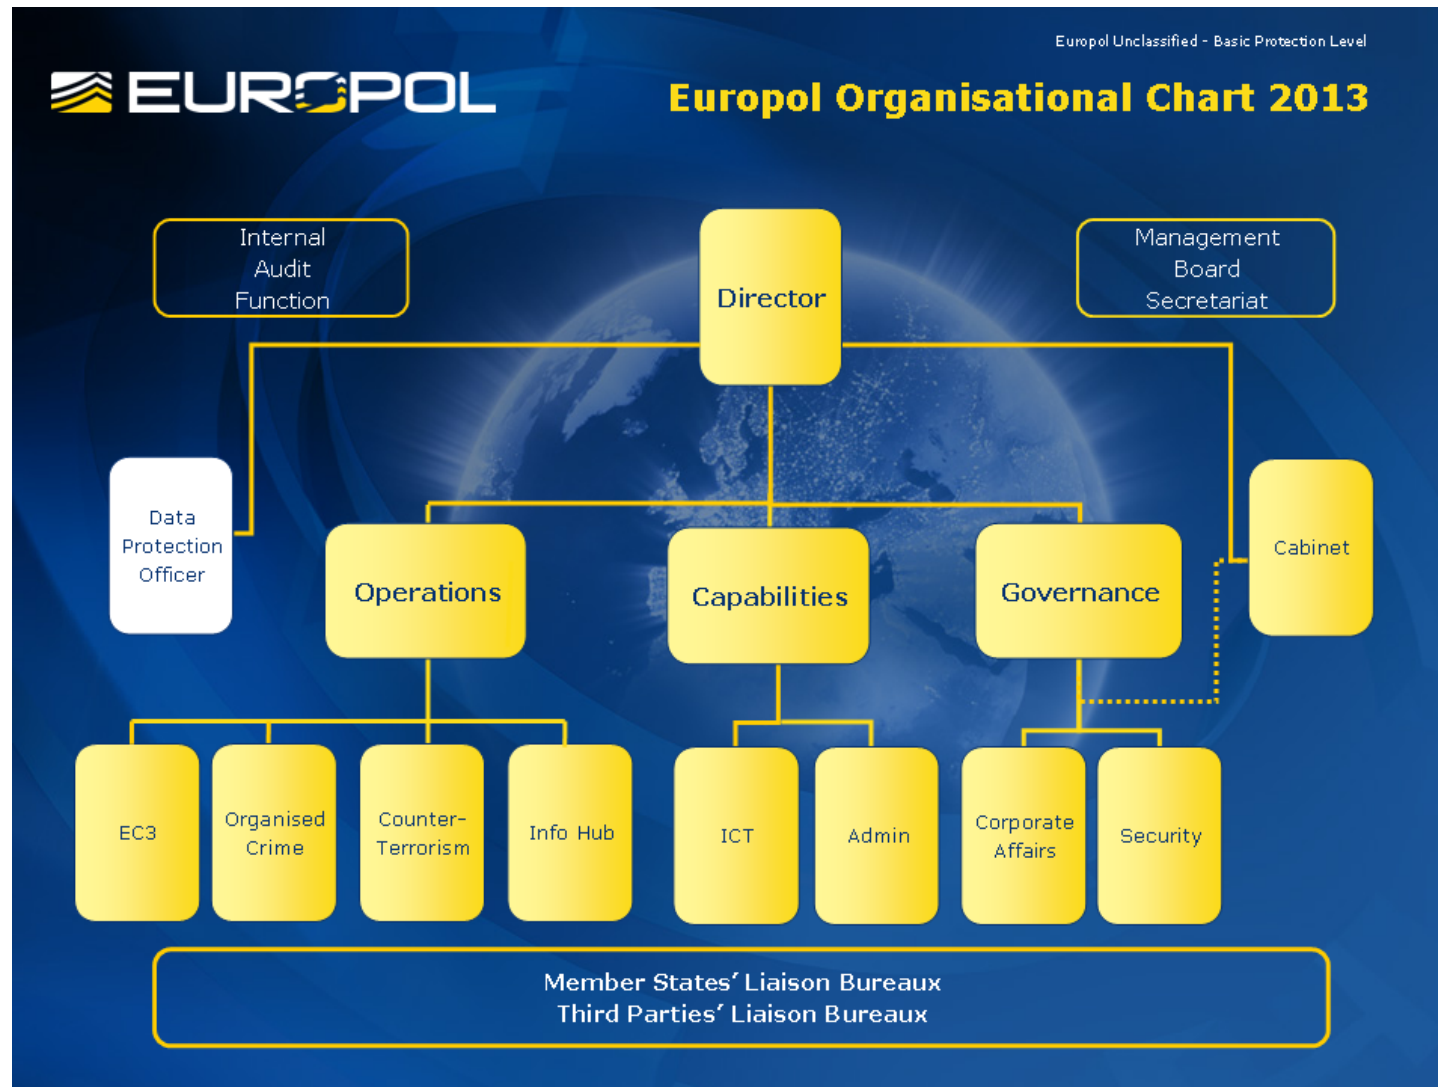 Europol Unclassified - Basic Protection Level
EUROPOL
Europol Organisational Chart 2013
Internal
Audit
Function
Director
Management
Board
Secretariat
Data
Protection
Officer
Operations
Capabilities
Governance
Cabinet
EC3
Organised
Crime
Counter-
Terrorism
Info Hub
ICT
Admin
Corporate
Affairs
Security
Member States’ Liaison Bureaux
Third Parties’ Liaison Bureaux